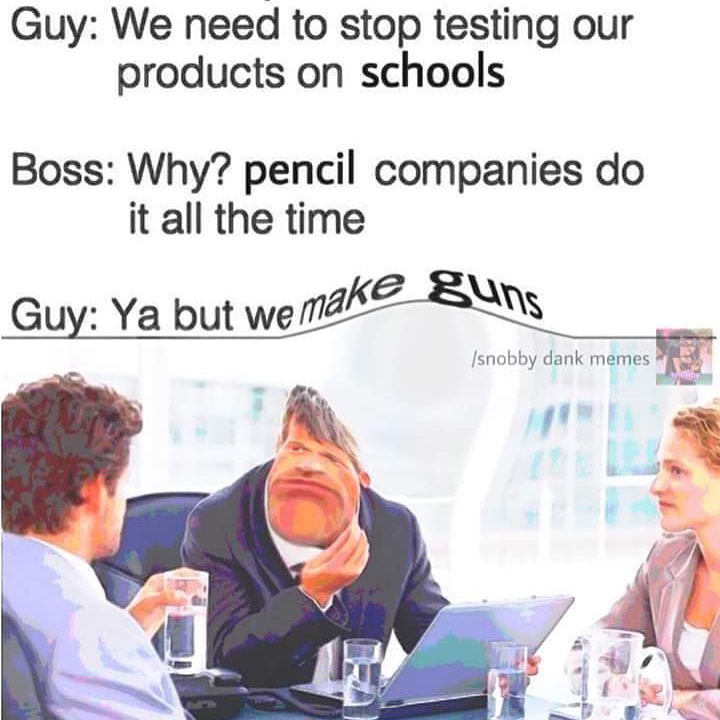 Guy: We need to stop testing our
products on schools
Boss: Why? pencil companies do
it all the time
Guy: Ya but we make guns
/snobby dank memes